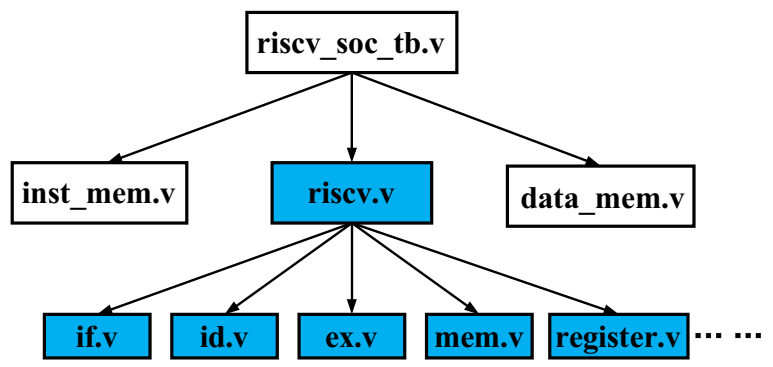 riscv_soc_tb.v
inst_mem.v
riscv.v
data_mem.v
if.v
id.v
ex.v
mem.v
register.v
... ...